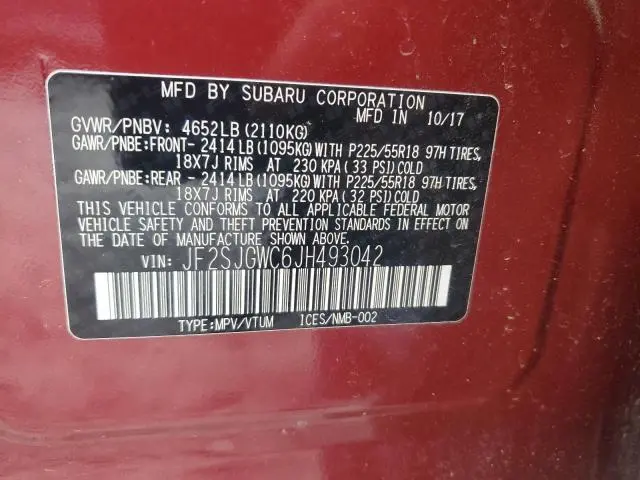 MFD BY SUBARU CORPORATION
MFD IN 10/17
GVWR/PNBV: 4652LB (2110KG)
GAWR/PNBE:FRONT- 2414LB(1095KG)WITH P225/55R18 97H TIRES,
18X7J RIMS AT 230 KPA(33 PSI)COLD
GAWR/PNBE:REAR - 2414LB(1095KG)WITH P225/55R18 97H TIRES,
18X7J RIMS AT 220 KPA(32 PSI)COLD
THIS VEHICLE CONFORMS TO ALL APPLICABLE FEDERAL MOTOR
VEHICLE SAFETY AND THEFT PREVENTION STANDARDS IN EFFECT ON
THE DATE OF MANUFACTURE SHOWN ABOVE.
VIN: JF2SJGWC6JH493042
TYPE:MPV/VTUM ICES/NMB-002